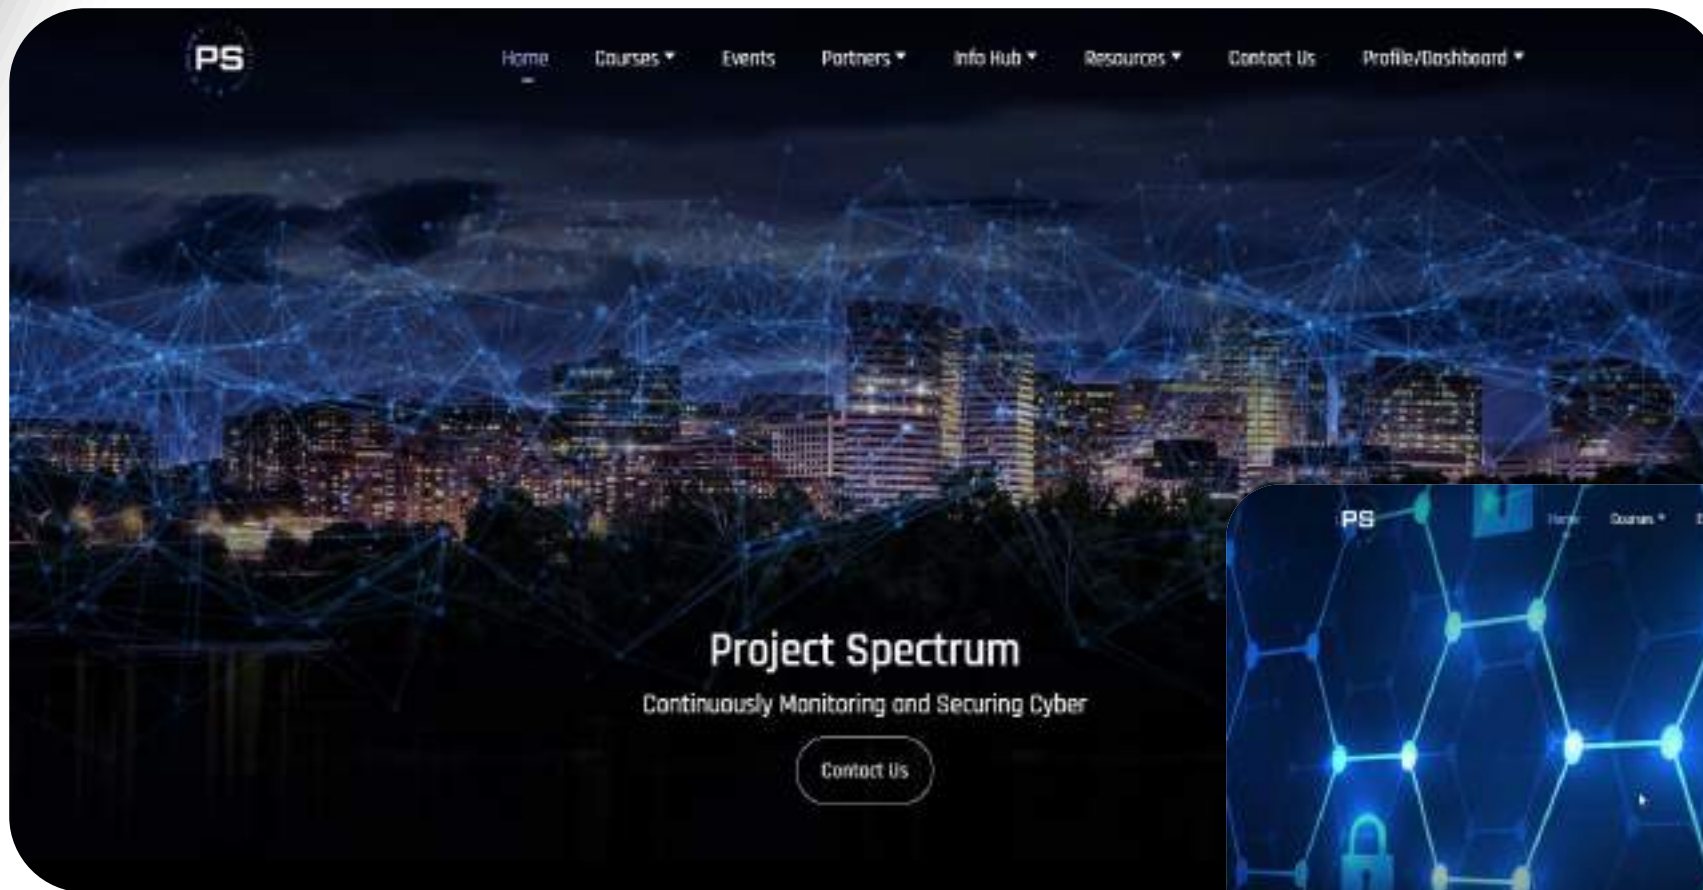 PS
Home Courses Events Partners Info Hub Resources Contact Us Profile/Dashboard
Project Spectrum
Continuously Monitoring and Securing Cyber
Contact Us
PS Home Courses